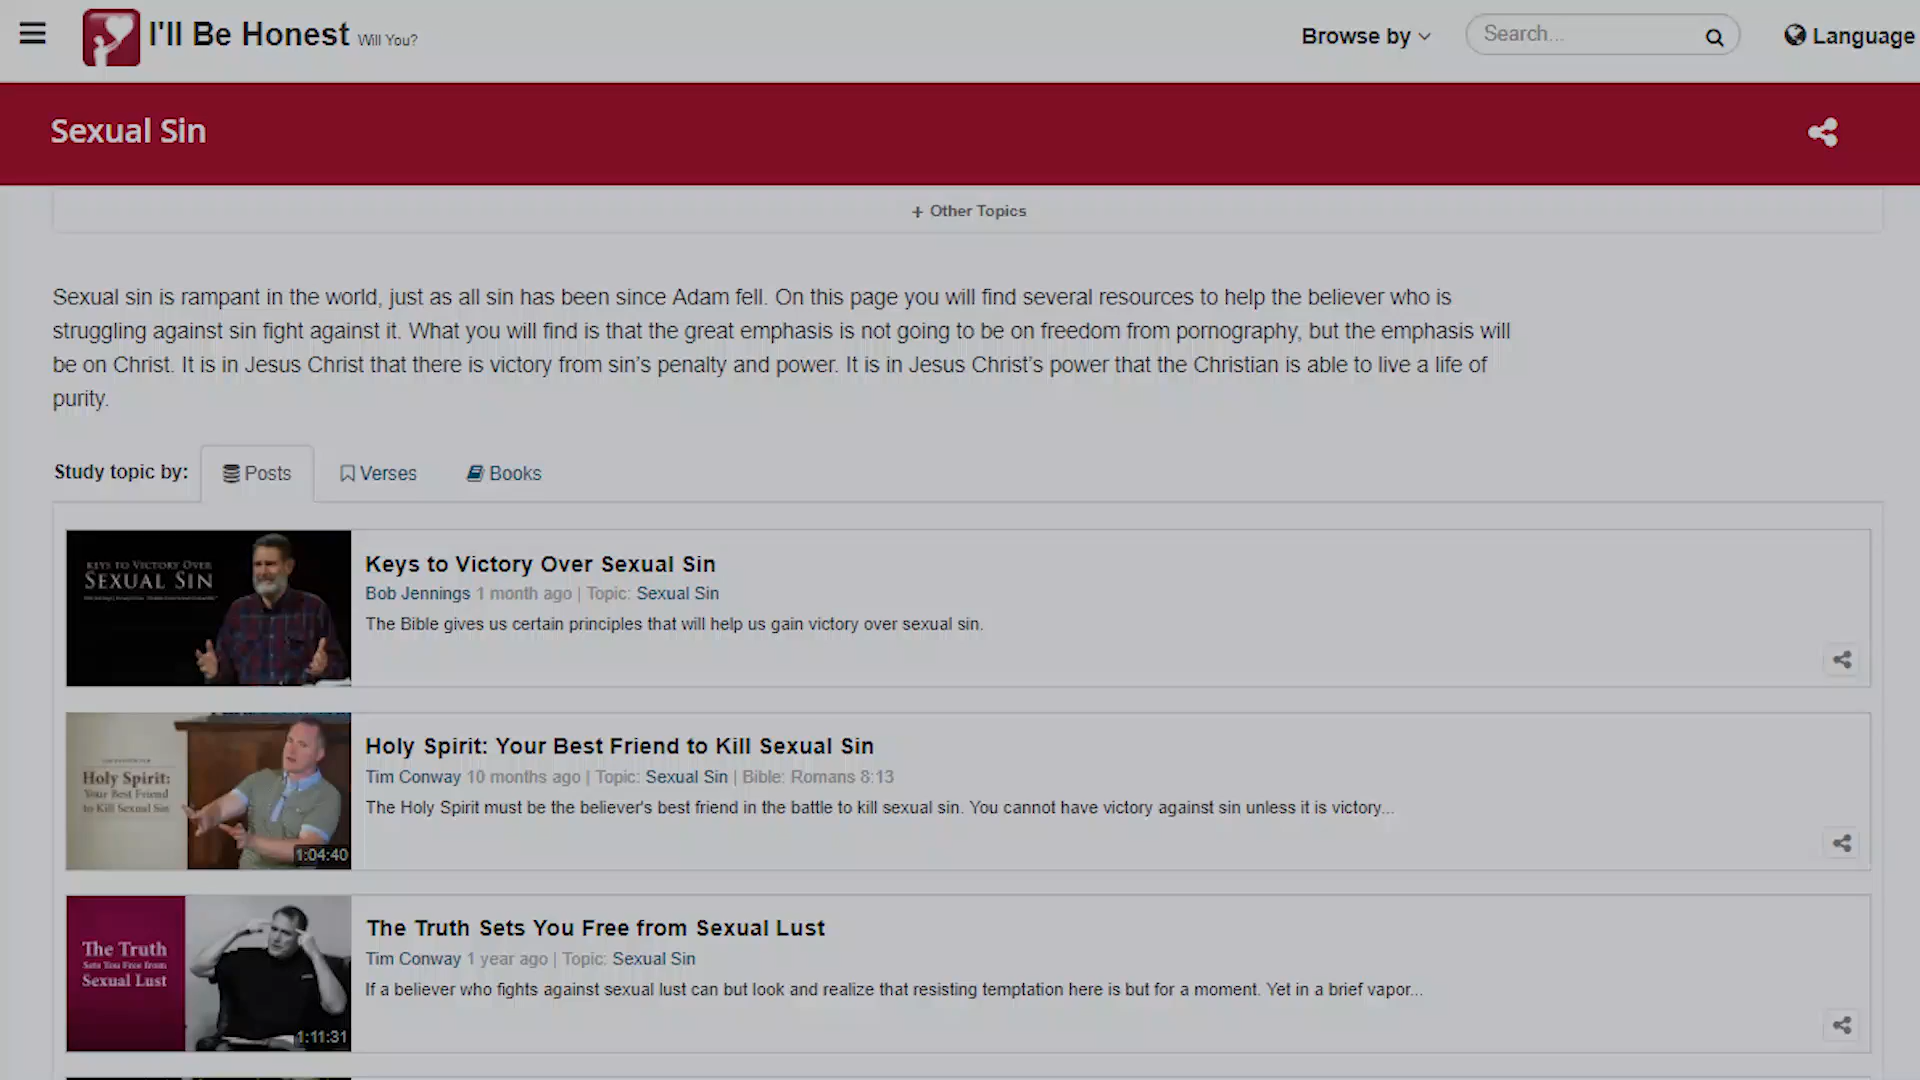 I'll Be Honest Will You?
Browse by
Search...
Language
Sexual Sin
+ Other Topics
Sexual sin is rampant in the world, just as all sin has been since Adam fell. On this page you will find several resources to help the believer who is
struggling against sin fight against it. What you will find is that the great emphasis is not going to be on freedom from pornography, but the emphasis will
be on Christ. It is in Jesus Christ that there is victory from sin's penalty and power. It is in Jesus Christ's power that the Christian is able to live a life of
purity.
Study topic by:
Posts
Verses
Books
KEYS TO VICTORY OVER
SEXUAL SIN
Keys to Victory Over Sexual Sin
Bob Jennings 1 month ago | Topic: Sexual Sin
The Bible gives us certain principles that will help us gain victory over sexual sin.
Holy Spirit:
Your Best Friend
to Kill Sexual Sin
1:04:40
Holy Spirit: Your Best Friend to Kill Sexual Sin
Tim Conway 10 months ago | Topic: Sexual Sin | Bible: Romans 8:13
The Holy Spirit must be the believer's best friend in the battle to kill sexual sin. You cannot have victory against sin unless it is victory...
The Truth
Sets You Free from
Sexual Lust
1:11:31
The Truth Sets You Free from Sexual Lust
Tim Conway 1 year ago | Topic: Sexual Sin
If a believer who fights against sexual lust can but look and realize that resisting temptation here is but for a moment. Yet in a brief vapor...